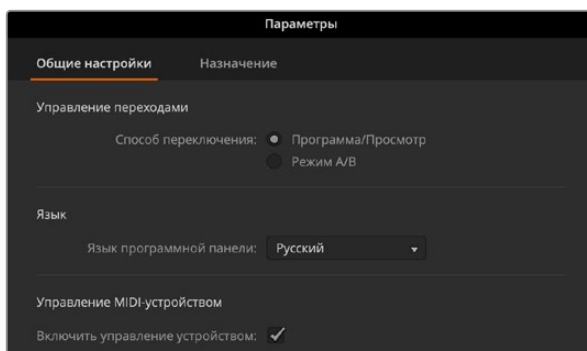 Параметры
Общие настройки Назначение
Управление переходами
Способ переключения: Программа/Просмотр
Режим A/B
Язык
Язык программной панели: Русский
Управление MIDI-устройством
Включить управление устройством: